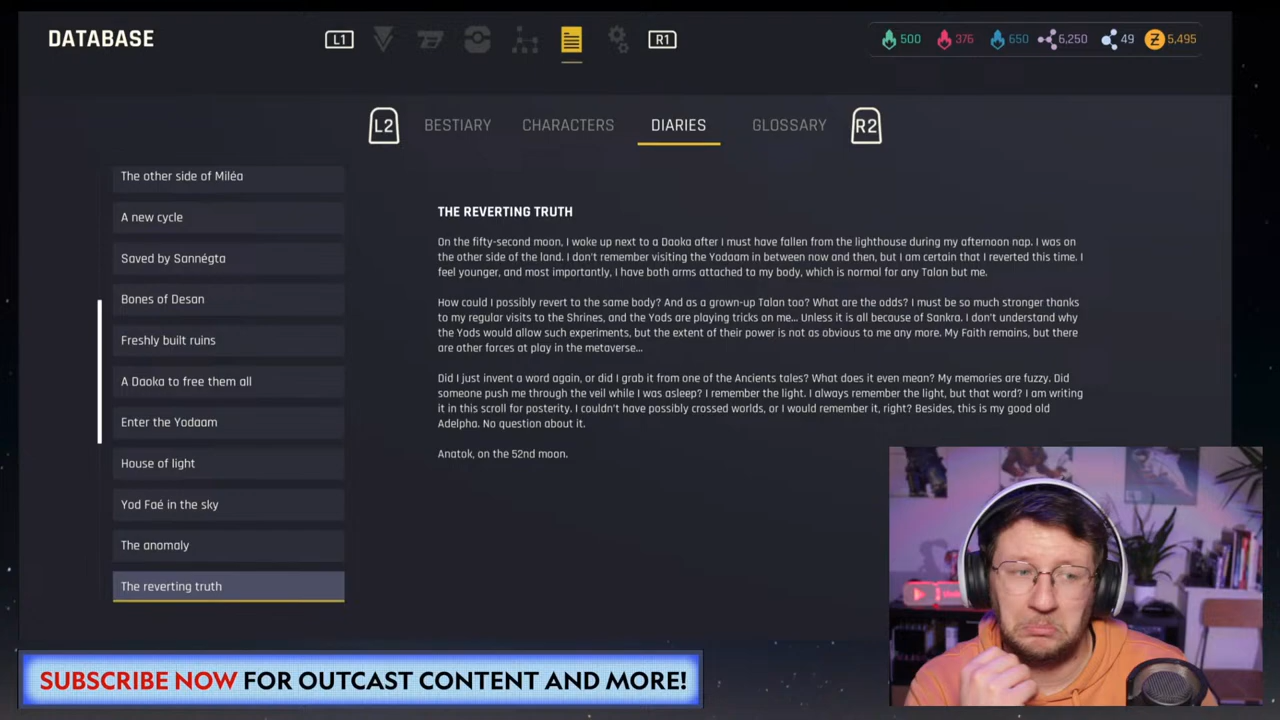 DATABASE
L1
R1
500
376
650
6,250
49
5,495
L2
BESTIARY
CHARACTERS
DIARIES
GLOSSARY
R2
The other side of Miléa
A new cycle
Saved by Sannégta
Bones of Desan
Freshly built ruins
A Daoka to free them all
Enter the Yodaam
House of light
Yod Faé in the sky
The anomaly
The reverting truth
THE REVERTING TRUTH
On the fifty-second moon, I woke up next to a Daoka after I must have fallen from the lighthouse during my afternoon nap. I was on
the other side of the land. I don't remember visiting the Yodaam in between now and then, but I am certain that I reverted this time. I
feel younger, and most importantly, I have both arms attached to my body, which is normal for any Talan but me.
How could I possibly revert to the same body? And as a grown-up Talan too? What are the odds? I must be so much stronger thanks
to my regular visits to the Shrines, and the Yods are playing tricks on me... Unless it is all because of Sankra. I don't understand why
the Yods would allow such experiments, but the extent of their power is not as obvious to me any more. My Faith remains, but there
are other forces at play in the metaverse...
Did I just invent a word again, or did I grab it from one of the Ancients tales? What does it even mean? My memories are fuzzy. Did
someone push me through the veil while I was asleep? I remember the light. I always remember the light, but that word? I am writing
it in this scroll for posterity. I couldn't have possibly crossed worlds, or I would remember it, right? Besides, this is my good old
Adelpha. No question about it.
Anatok, on the 52nd moon.
SUBSCRIBE NOW FOR OUTCAST CONTENT AND MORE!